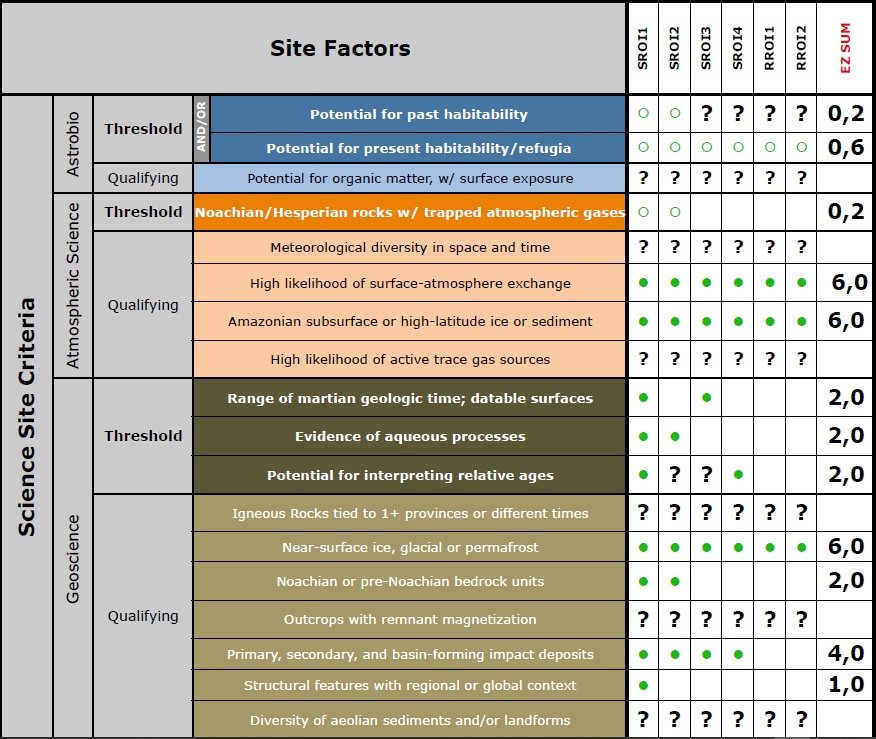 Site Factors SROI1 SROI2 SROI3 SROI4 RROI1 RROI2 EZ SUM
Science Site Criteria
Astrobio
Threshold
AND/OR
Potential for past habitability ○ ○ ? ? ? ? 0,2
Potential for present habitability/refugia ○ ○ ○ ○ ○ ○ 0,6
Qualifying Potential for organic matter, w/ surface exposure ? ? ? ? ? ?
Atmospheric Science
Threshold Noachian/Hesperian rocks w/ trapped atmospheric gases ○ ○ 0,2
Qualifying
Meteorological diversity in space and time ? ? ? ? ? ?
High likelihood of surface-atmosphere exchange ● ● ● ● ● ● 6,0
Amazonian subsurface or high-latitude ice or sediment ● ● ● ● ● ● 6,0
High likelihood of active trace gas sources ? ? ? ? ? ?
Geoscience
Threshold
Range of martian geologic time; datable surfaces ● ● 2,0
Evidence of aqueous processes ● ● 2,0
Potential for interpreting relative ages ● ? ? ● 2,0
Qualifying
Igneous Rocks tied to 1+ provinces or different times ? ? ? ? ? ?
Near-surface ice, glacial or permafrost ● ● ● ● ● ● 6,0
Noachian or pre-Noachian bedrock units ● ● 2,0
Outcrops with remnant magnetization ? ? ? ? ? ?
Primary, secondary, and basin-forming impact deposits ● ● ● ● 4,0
Structural features with regional or global context ● 1,0
Diversity of aeolian sediments and/or landforms ? ? ? ? ? ?